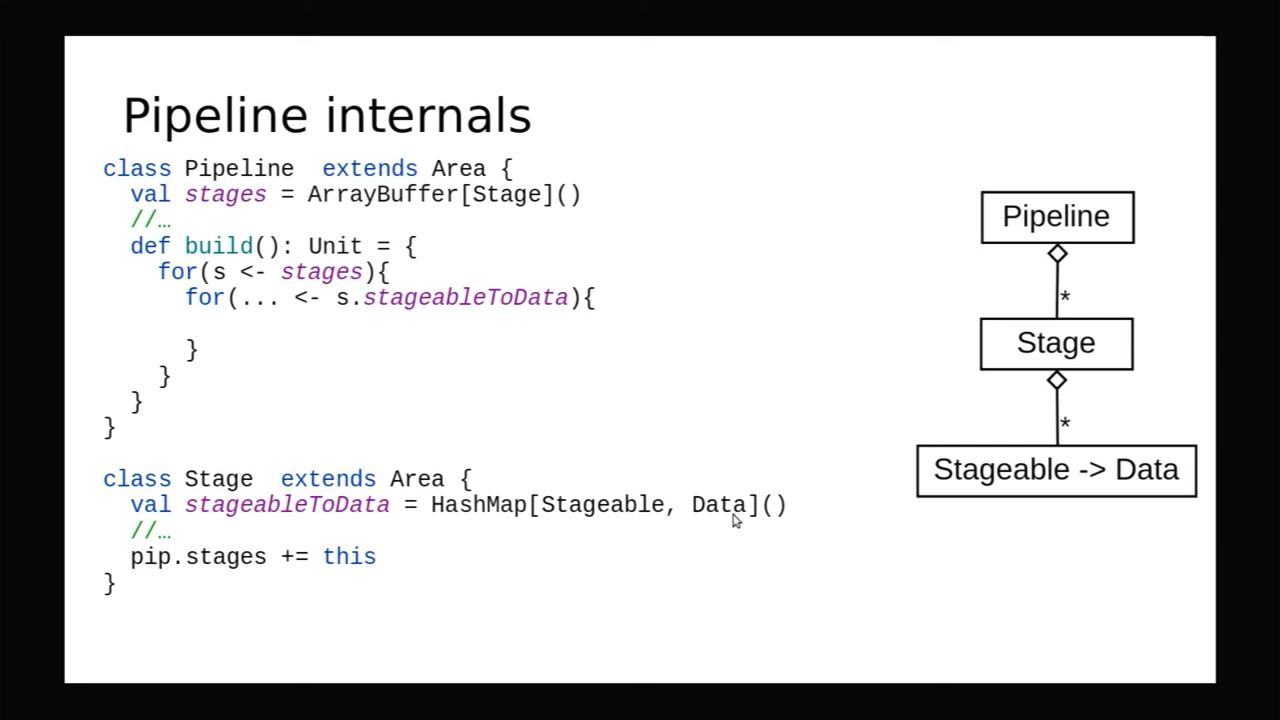 Pipeline internals
class Pipeline  extends Area {
  val stages = ArrayBuffer[Stage]()
  //…
  def build(): Unit = {
    for(s <- stages){
      for(... <- s.stageableToData){
      }
    }
  }
}
class Stage  extends Area {
  val stageableToData = HashMap[Stageable, Data]()
  //…
  pip.stages += this
}
Pipeline
*
Stage
*
Stageable -> Data